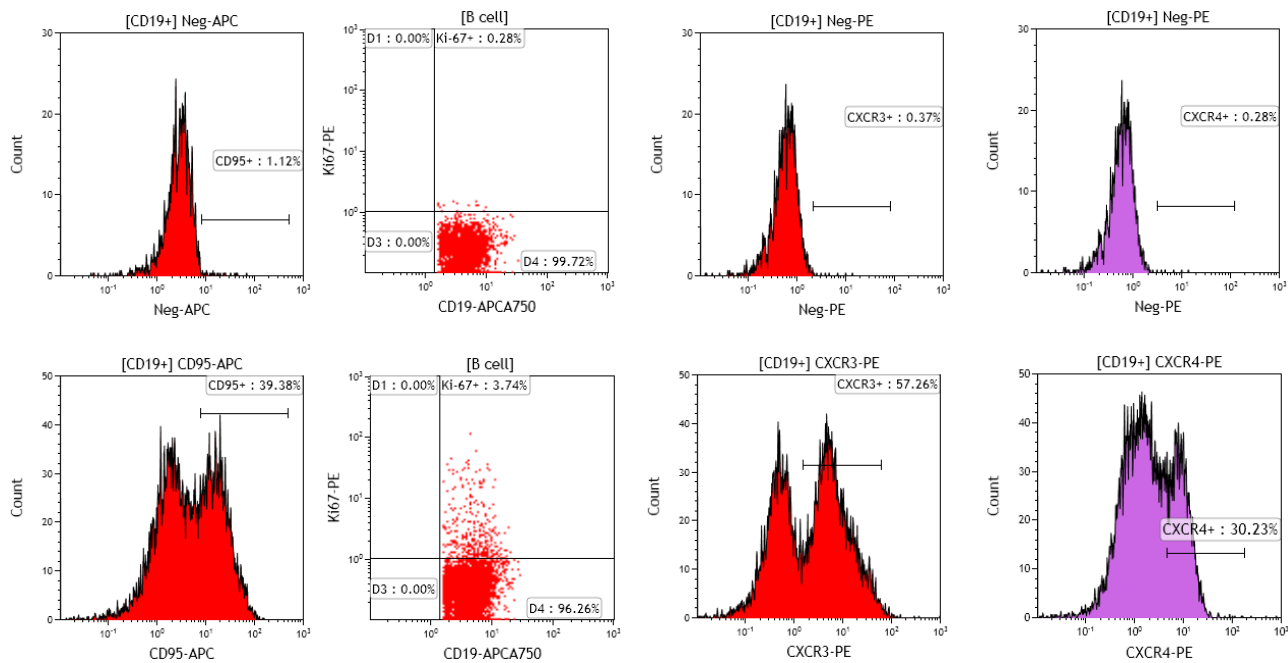 [CD19+] Neg-APC
30
20
10
0
Count
CD95+ : 1.12%
10⁻¹ 10⁰ 10¹ 10² 10³
Neg-APC
[B cell]
D1 : 0.00%
Ki-67+ : 0.28%
10³
10²
10¹
10⁰
Ki67-PE
D3 : 0.00%
D4 : 99.72%
10⁰ 10¹ 10² 10³
CD19-APCA750
[CD19+] Neg-PE
30
20
10
0
Count
CXCR3+ : 0.37%
10⁻¹ 10⁰ 10¹ 10² 10³
Neg-PE
[CD19+] Neg-PE
30
20
10
0
Count
CXCR4+ : 0.28%
10⁻¹ 10⁰ 10¹ 10² 10³
Neg-PE
[CD19+] CD95-APC
50
40
30
20
10
0
Count
CD95+ : 39.38%
10⁻¹ 10⁰ 10¹ 10² 10³
CD95-APC
[B cell]
D1 : 0.00%
Ki-67+ : 3.74%
10³
10²
10¹
10⁰
Ki67-PE
D3 : 0.00%
D4 : 96.26%
10⁰ 10¹ 10² 10³
CD19-APCA750
[CD19+] CXCR3-PE
50
40
30
20
10
0
Count
CXCR3+ : 57.26%
10⁻¹ 10⁰ 10¹ 10² 10³
CXCR3-PE
[CD19+] CXCR4-PE
50
40
30
20
10
0
Count
CXCR4+ : 30.23%
10⁻¹ 10⁰ 10¹ 10² 10³
CXCR4-PE